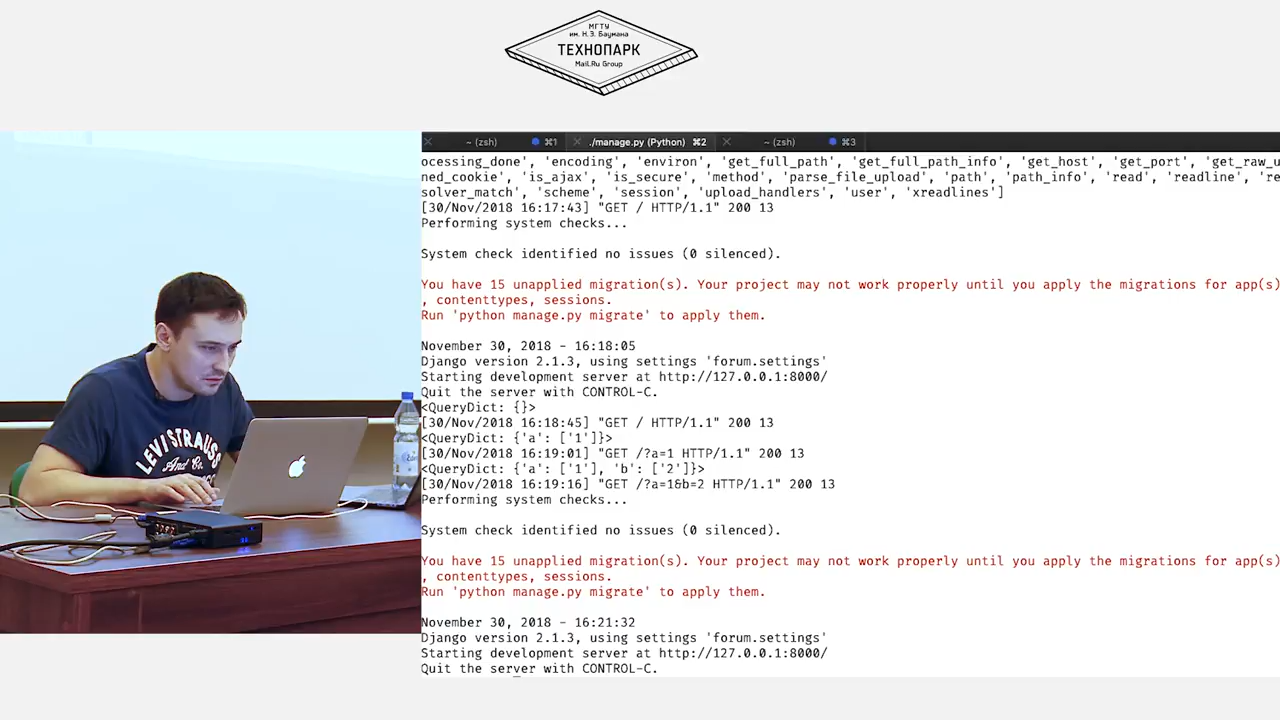 МГТУ
им. Н.Э. Баумана
ТЕХНОПАРК
Mail.Ru Group
~ (zsh) ⌘1 ./manage.py (Python) ⌘2 ~ (zsh) ⌘3
ocessing_done', 'encoding', 'environ', 'get_full_path', 'get_full_path_info', 'get_host', 'get_port', 'get_raw_u
ned_cookie', 'is_ajax', 'is_secure', 'method', 'parse_file_upload', 'path', 'path_info', 'read', 'readline', 're
solver_match', 'scheme', 'session', 'upload_handlers', 'user', 'xreadlines']
[30/Nov/2018 16:17:43] "GET / HTTP/1.1" 200 13
Performing system checks...
System check identified no issues (0 silenced).
You have 15 unapplied migration(s). Your project may not work properly until you apply the migrations for app(s)
, contenttypes, sessions.
Run 'python manage.py migrate' to apply them.
November 30, 2018 - 16:18:05
Django version 2.1.3, using settings 'forum.settings'
Starting development server at http://127.0.0.1:8000/
Quit the server with CONTROL-C.
<QueryDict: {}>
[30/Nov/2018 16:18:45] "GET / HTTP/1.1" 200 13
<QueryDict: {'a': ['1']}>
[30/Nov/2018 16:19:01] "GET /?a=1 HTTP/1.1" 200 13
<QueryDict: {'a': ['1'], 'b': ['2']}>
[30/Nov/2018 16:19:16] "GET /?a=1&b=2 HTTP/1.1" 200 13
Performing system checks...
System check identified no issues (0 silenced).
You have 15 unapplied migration(s). Your project may not work properly until you apply the migrations for app(s)
, contenttypes, sessions.
Run 'python manage.py migrate' to apply them.
November 30, 2018 - 16:21:32
Django version 2.1.3, using settings 'forum.settings'
Starting development server at http://127.0.0.1:8000/
Quit the server with CONTROL-C.
LEVI STRAUSS
And Co.